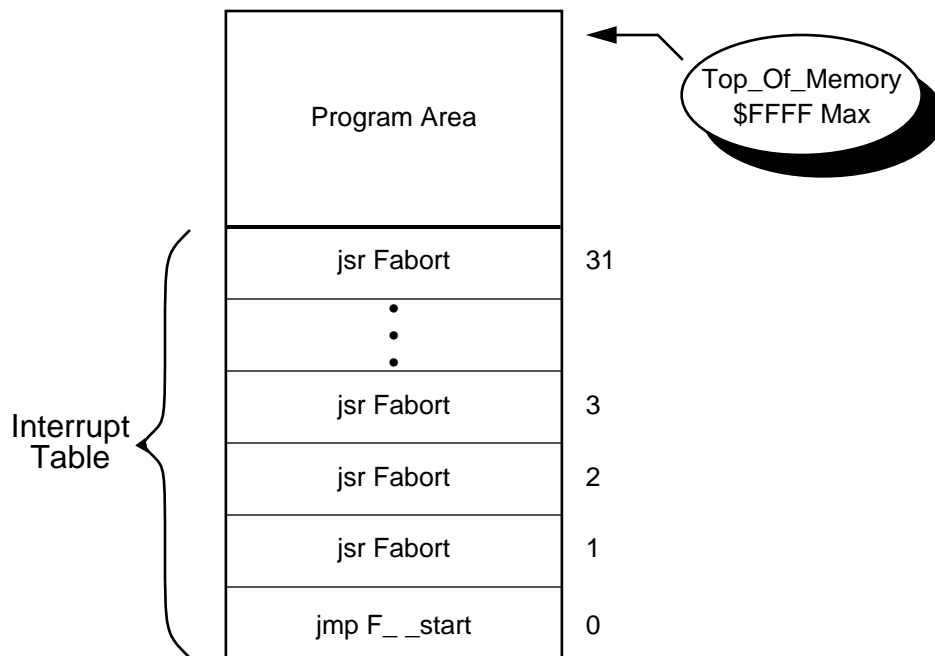 Top_Of_Memory
$FFFF Max
Program Area
jsr Fabort 31
jsr Fabort 3
Interrupt
Table
jsr Fabort 2
jsr Fabort 1
jmp F_ _start 0